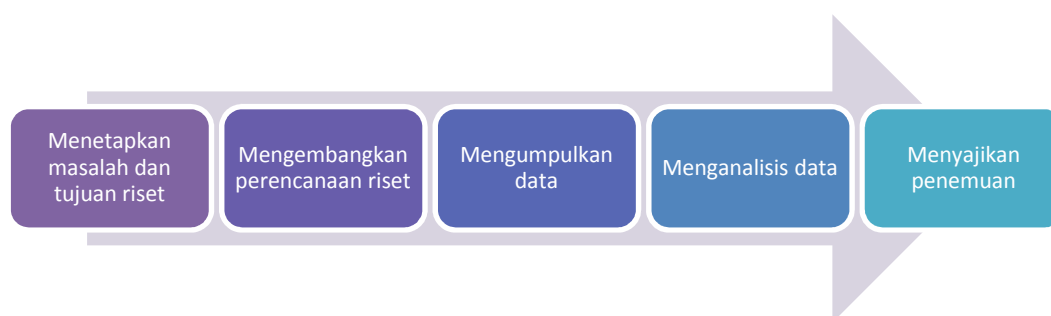 Menetapkan
masalah dan
tujuan riset
Mengembangkan
perencanaan riset
Mengumpulkan
data
Menganalisis data
Menyajikan
penemuan